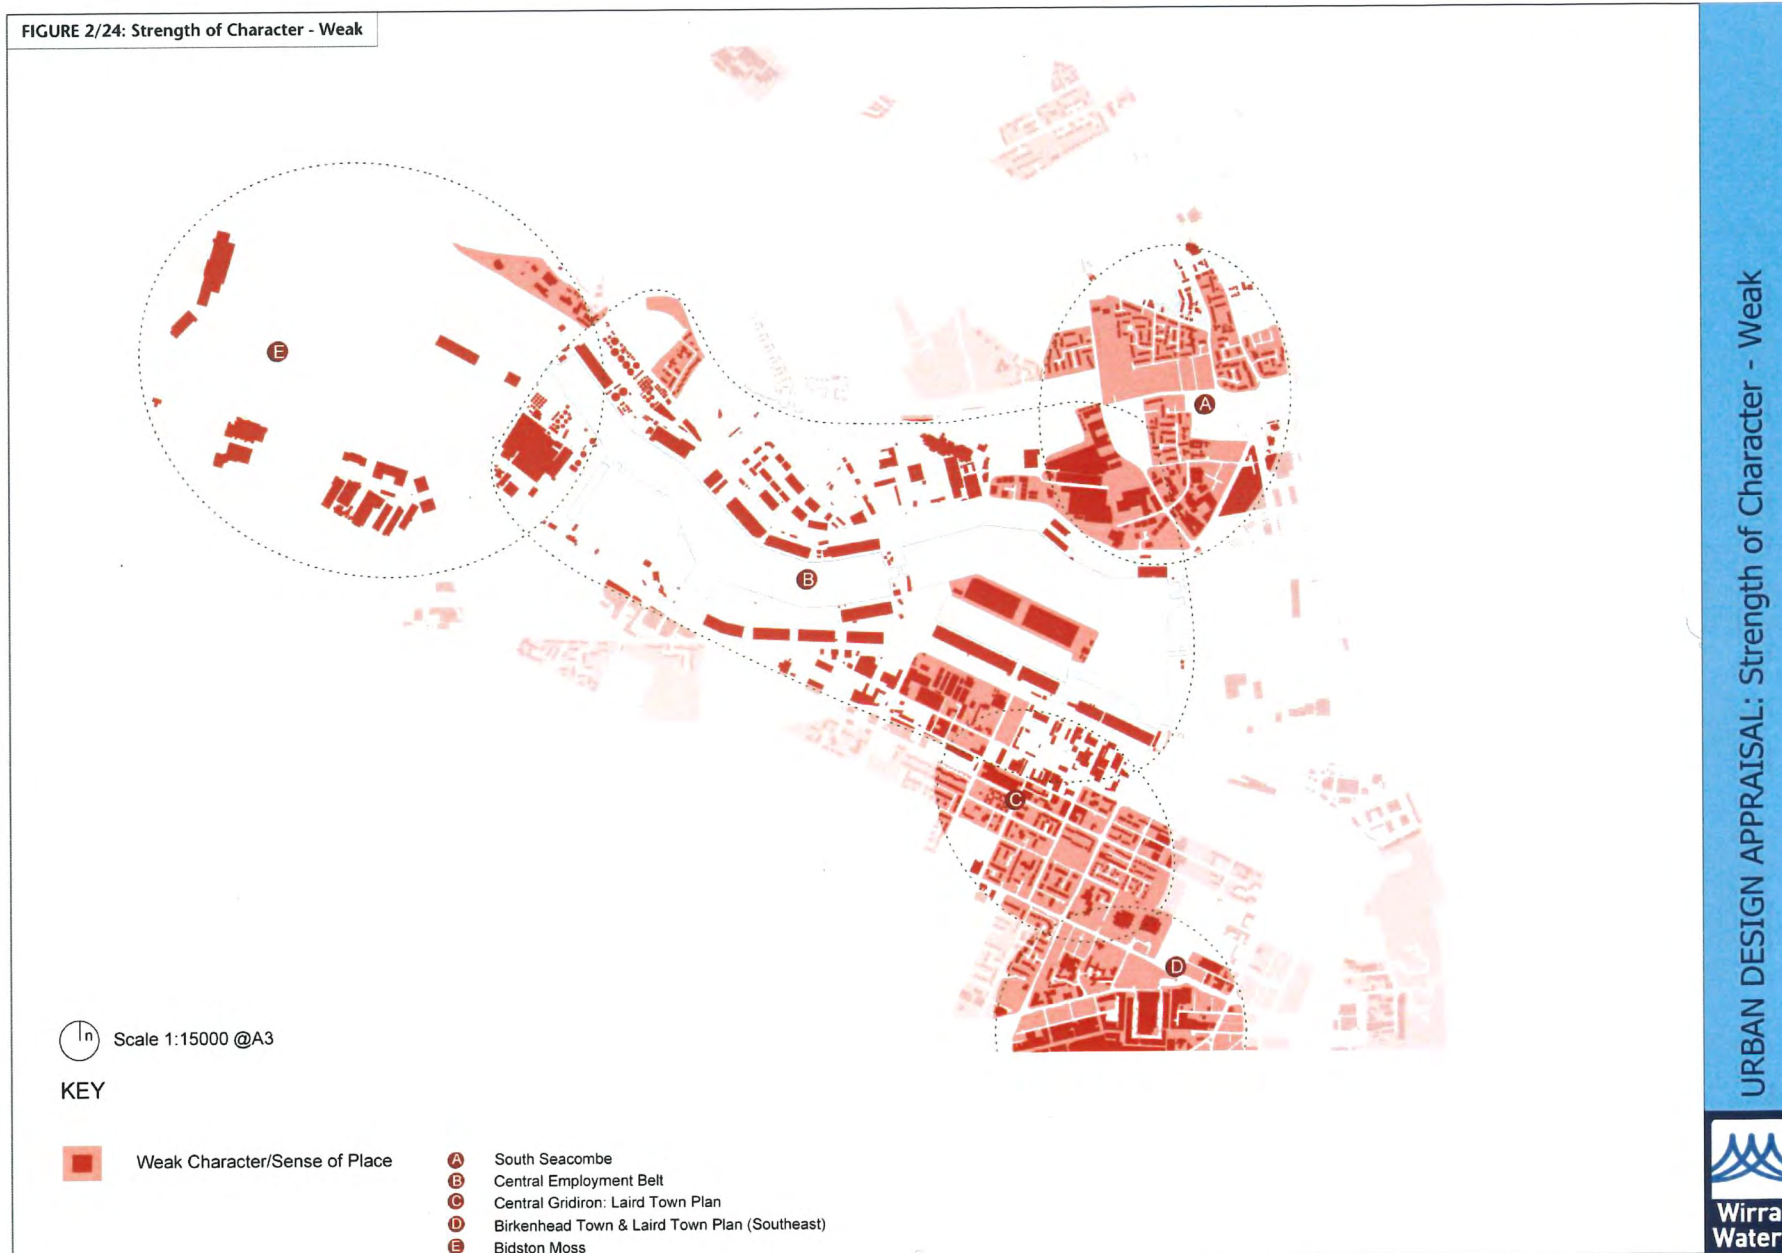 FIGURE 2/24: Strength of Character - Weak
E
A
B
C
D
n
Scale 1:15000 @A3
KEY
Weak Character/Sense of Place
A South Seacombe
B Central Employment Belt
C Central Gridiron: Laird Town Plan
D Birkenhead Town & Laird Town Plan (Southeast)
E Bidston Moss
URBAN DESIGN APPRAISAL: Strength of Character - Weak
Wirra
Water